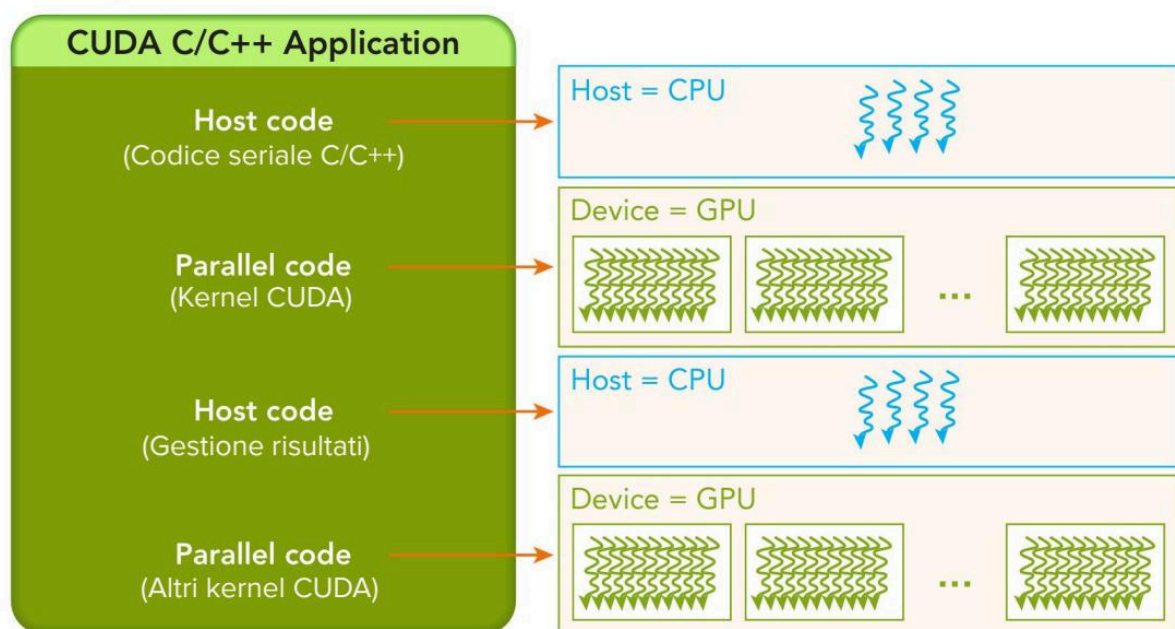 CUDA C/C++ Application
Host code
(Codice seriale C/C++)
Host = CPU
Parallel code
(Kernel CUDA)
Device = GPU
...
Host code
(Gestione risultati)
Host = CPU
Parallel code
(Altri kernel CUDA)
Device = GPU
...